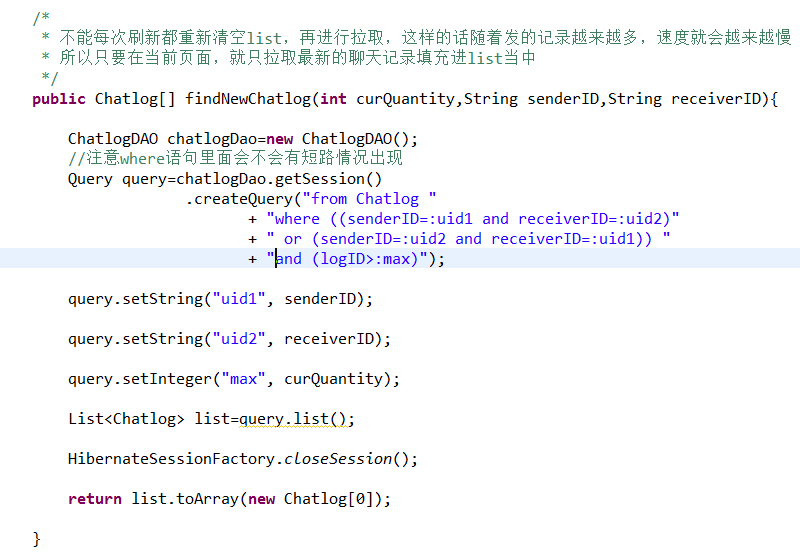 /*
 * 不能每次刷新都重新清空list，再进行拉取，这样的话随着发的记录越来越多，速度就会越来越慢
 * 所以只要在当前页面，就只拉取最新的聊天记录填充进list当中
 */
public Chatlog[] findNewChatlog(int curQuantity,String senderID,String receiverID){
ChatlogDAO chatlogDao=new ChatlogDAO();
//注意where语句里面会不会有短路情况出现
Query query=chatlogDao.getSession()
.createQuery("from Chatlog "
+ "where ((senderID=:uid1 and receiverID=:uid2)"
+ " or (senderID=:uid2 and receiverID=:uid1)) "
+ "and (logID>:max)");
query.setString("uid1", senderID);
query.setString("uid2", receiverID);
query.setInteger("max", curQuantity);
List<Chatlog> list=query.list();
HibernateSessionFactory.closeSession();
return list.toArray(new Chatlog[0]);
}